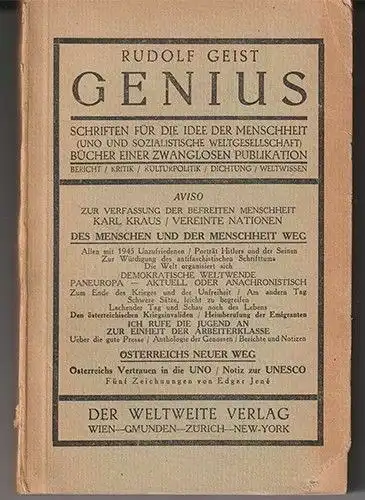 RUDOLF GEIST
GENIUS
SCHRIFTEN FÜR DIE IDEE DER MENSCHHEIT
(UNO UND SOZIALISTISCHE WELTGESELLSCHAFT)
BÜCHER EINER ZWANGLOSEN PUBLIKATION
BERICHT / KRITIK / KULTURPOLITIK / DICHTUNG / WELTWISSEN
AVISO
ZUR VERFASSUNG DER BEFREITEN MENSCHHEIT
KARL KRAUS / VEREINTE NATIONEN
DES MENSCHEN UND DER MENSCHHEIT WEG
Allen mit 1945 Unzufriedenen / Porträt Hitlers und der Seinen
Zur Würdigung des antifaschistischen Schrifttums
Die Welt organisiert sich
DEMOKRATISCHE WELTWENDE
PANEUROPA — AKTUELL ODER ANACHRONISTISCH
Zum Ende des Krieges und der Unfreiheit / Am andern Tag
Schwere Sätze, leicht zu begreifen
Lachender Tag und Schau noch des Lebens
Den österreichischen Kriegsinvaliden / Heimberufung der Emigranten
ICH RUFE DIE JUGEND AN
ZUR EINHEIT DER ARBEITERKLASSE
Ueber die gute Presse / Anthologie der Genossen / Berichte und Notizen
ÖSTERREICHS NEUER WEG
Österreichs Vertrauen in die UNO / Notiz zur UNESCO
Fünf Zeichnungen von Edgar Jené
DER WELTWEITE VERLAG
WIEN—GMUNDEN—ZÜRICH—NEW-YORK